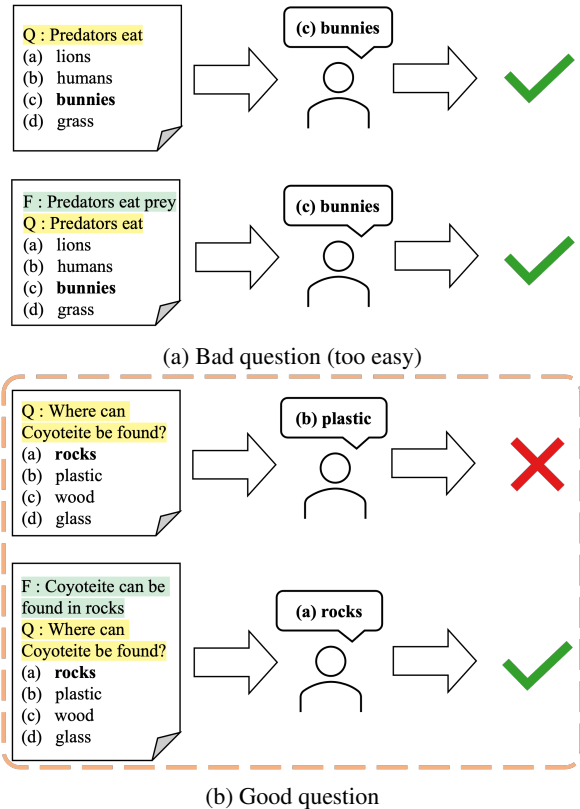 Q : Predators eat
(a) lions
(b) humans
(c) bunnies
(d) grass
(c) bunnies
F : Predators eat prey
Q : Predators eat
(a) lions
(b) humans
(c) bunnies
(d) grass
(c) bunnies
(a) Bad question (too easy)
Q : Where can
Coyoteite be found?
(a) rocks
(b) plastic
(c) wood
(d) glass
(b) plastic
F : Coyoteite can be
found in rocks
Q : Where can
Coyoteite be found?
(a) rocks
(b) plastic
(c) wood
(d) glass
(a) rocks
(b) Good question